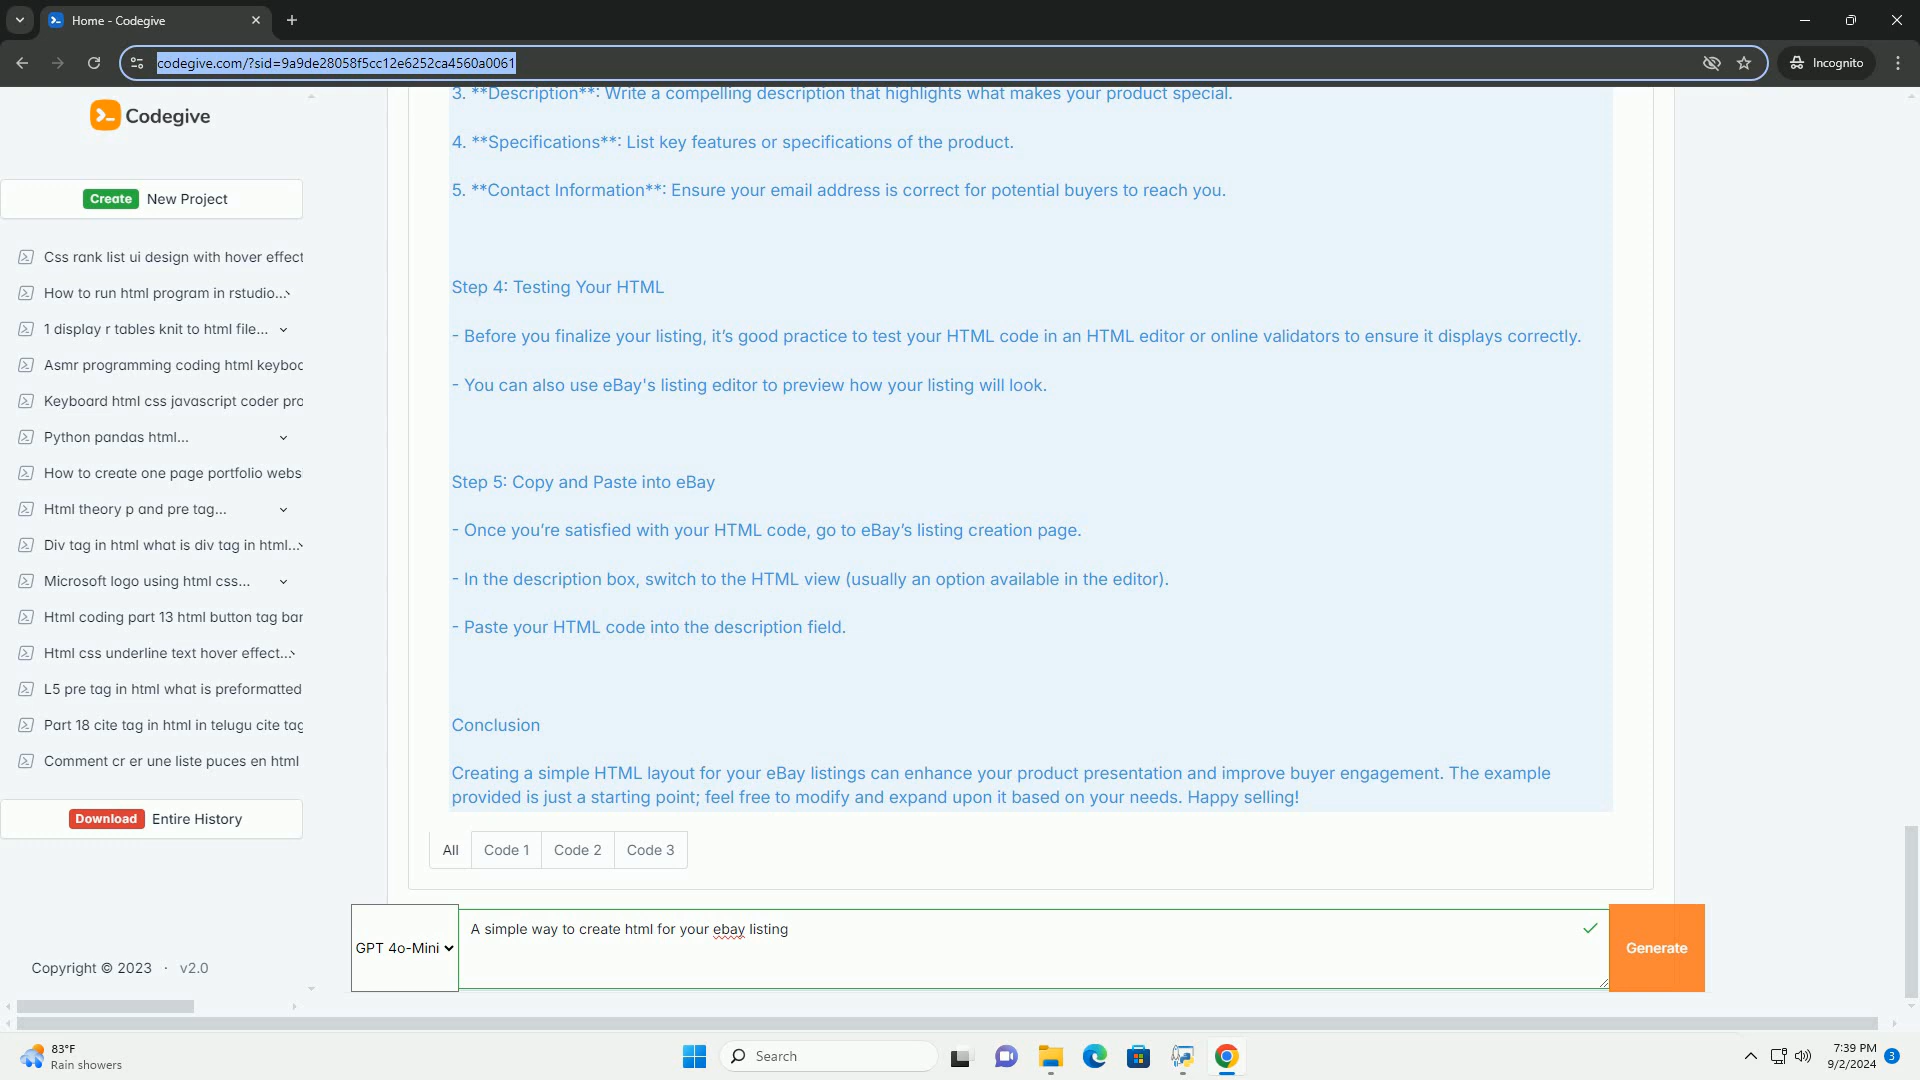 Home - Codegive
codegive.com/?sid=9a9de28058f5cc12e6252ca4560a0061
Incognito
Codegive
Create New Project
Css rank list ui design with hover effect
How to run html program in rstudio...
1 display r tables knit to html file...
Asmr programming coding html keyboa
Keyboard html css javascript coder pro
Python pandas html...
How to create one page portfolio webs
Html theory p and pre tag...
Div tag in html what is div tag in html...
Microsoft logo using html css...
Html coding part 13 html button tag ban
Html css underline text hover effect...
L5 pre tag in html what is preformatted
Part 18 cite tag in html in telugu cite tag
Comment cr er une liste puces en html
Download Entire History
Copyright © 2023 · v2.0
3. **Description**: Write a compelling description that highlights what makes your product special.
4. **Specifications**: List key features or specifications of the product.
5. **Contact Information**: Ensure your email address is correct for potential buyers to reach you.
Step 4: Testing Your HTML
- Before you finalize your listing, it’s good practice to test your HTML code in an HTML editor or online validators to ensure it displays correctly.
- You can also use eBay's listing editor to preview how your listing will look.
Step 5: Copy and Paste into eBay
- Once you’re satisfied with your HTML code, go to eBay’s listing creation page.
- In the description box, switch to the HTML view (usually an option available in the editor).
- Paste your HTML code into the description field.
Conclusion
Creating a simple HTML layout for your eBay listings can enhance your product presentation and improve buyer engagement. The example
provided is just a starting point; feel free to modify and expand upon it based on your needs. Happy selling!
All Code 1 Code 2 Code 3
GPT 4o-Mini
A simple way to create html for your ebay listing
Generate
83°F
Rain showers
Search
7:39 PM
9/2/2024
3